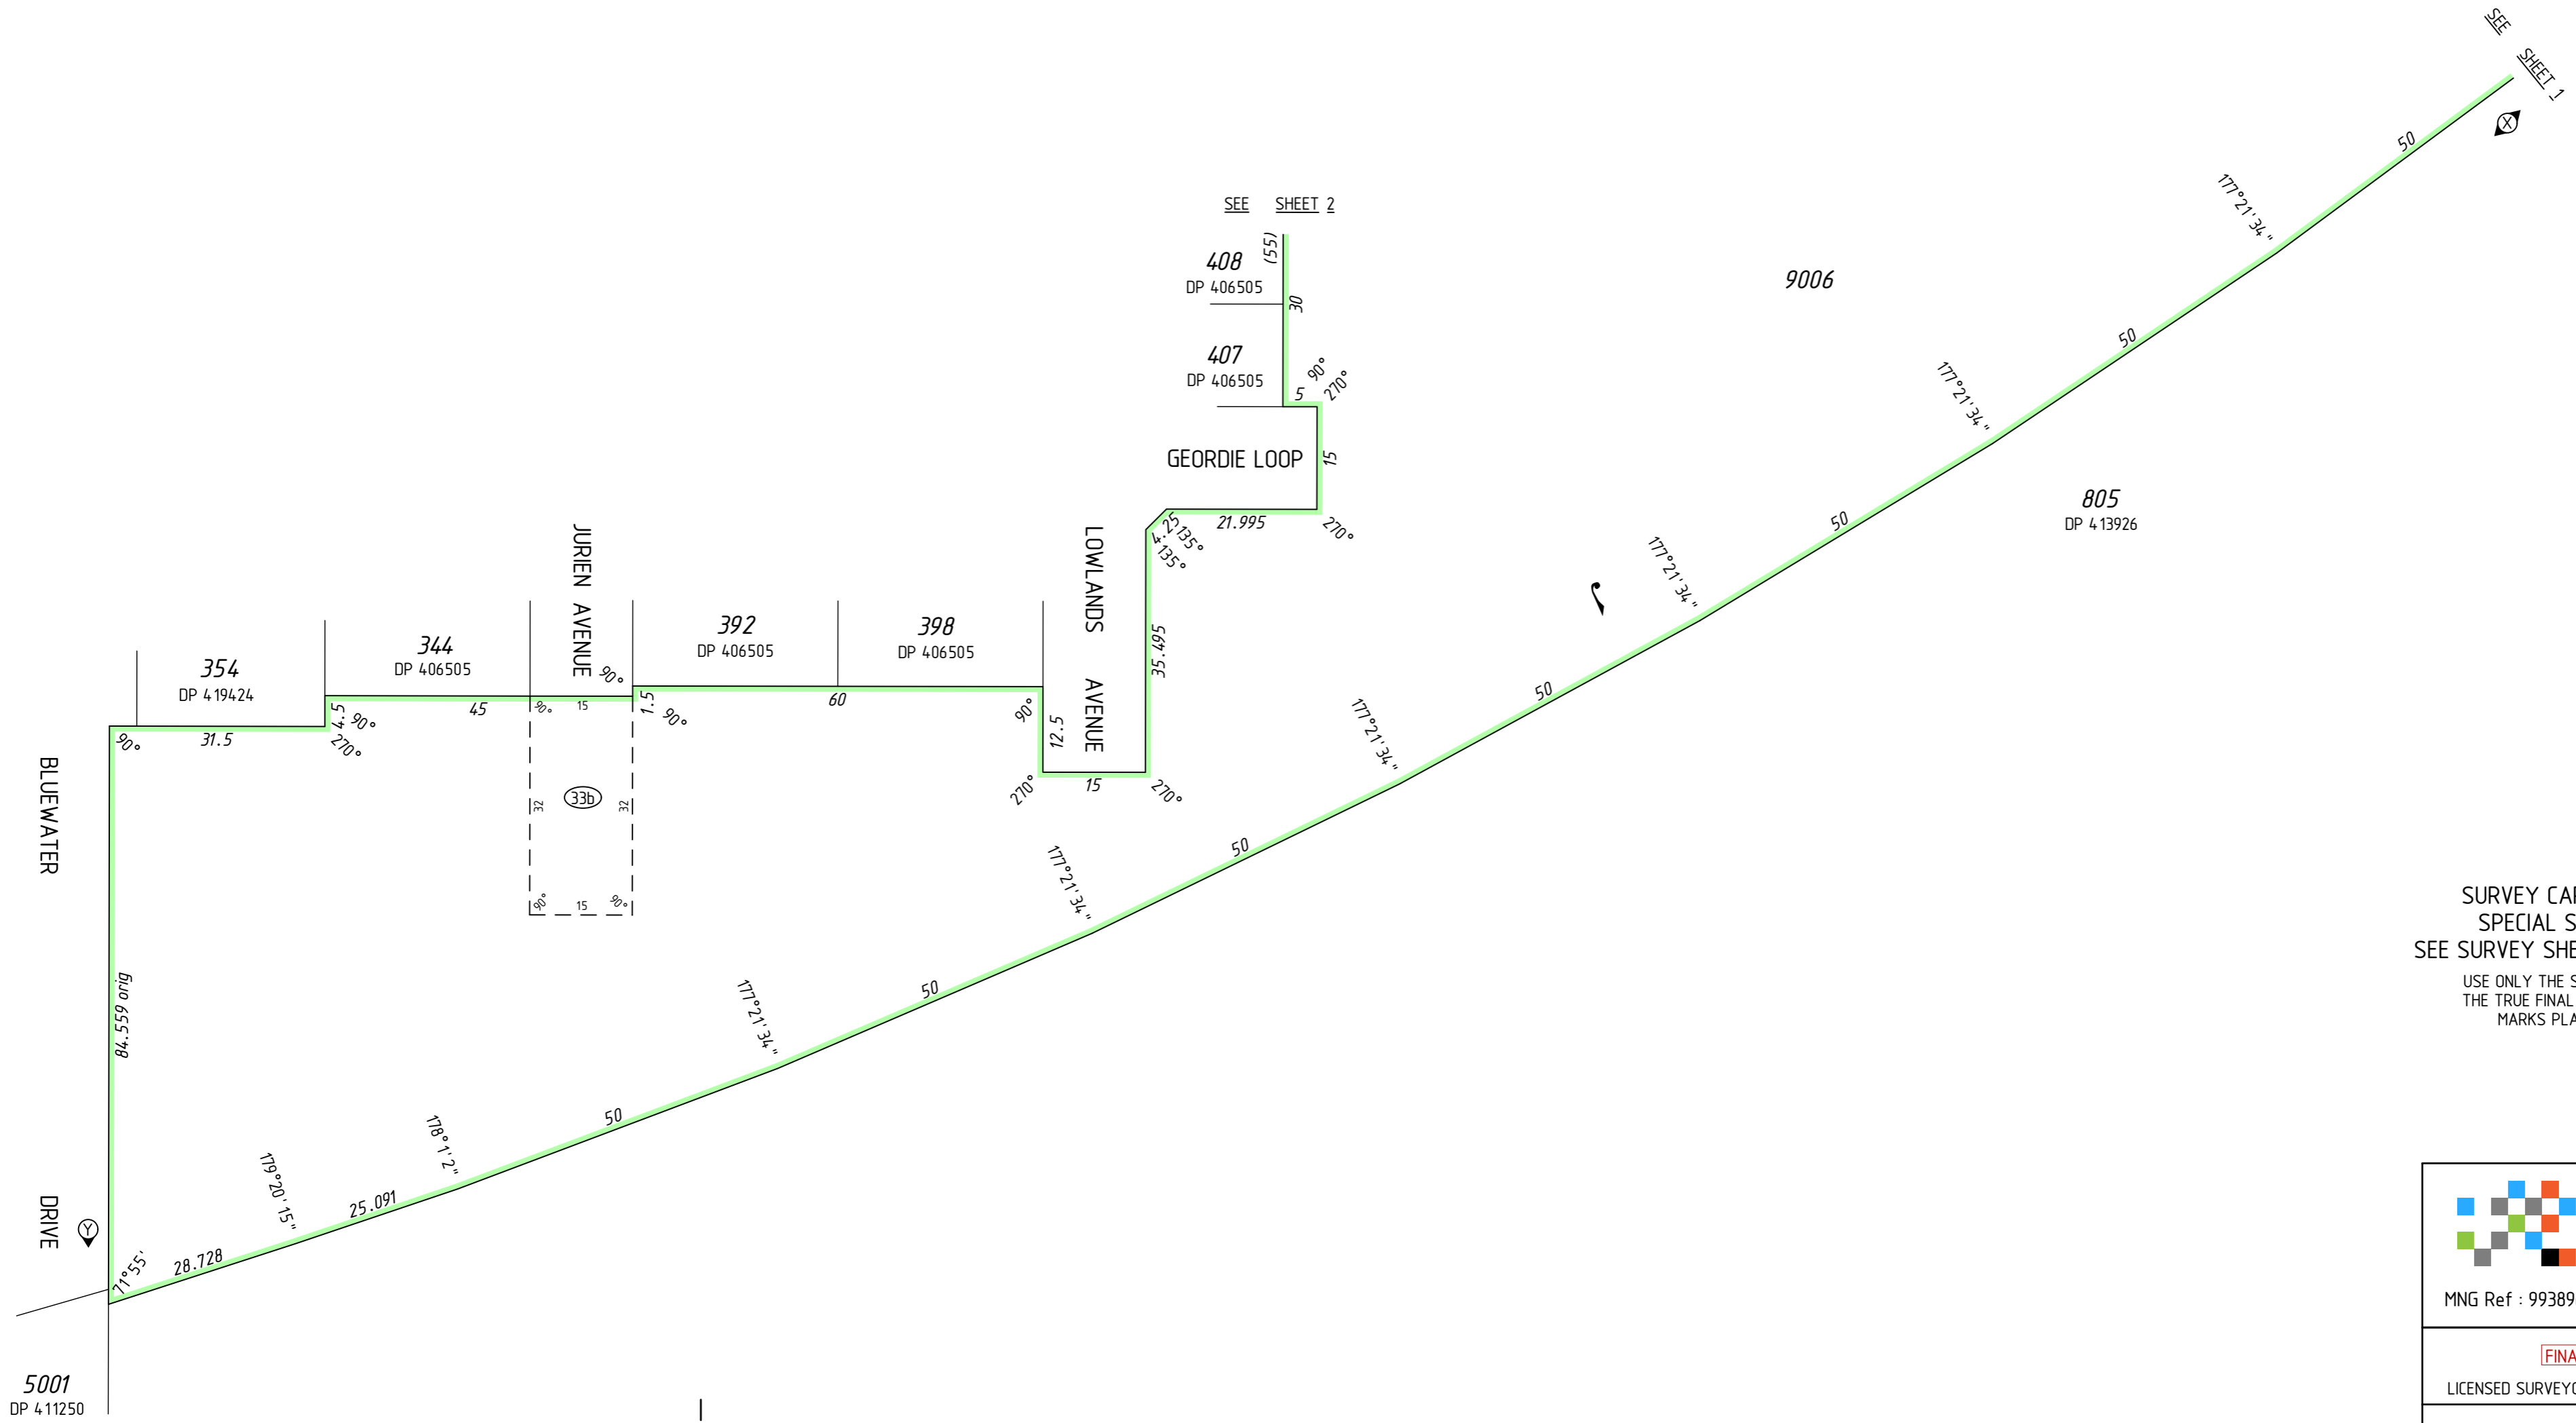 SEE
SHEET 1
X
50
177°21'34"
SEE SHEET 2
(55)
408
DP 406505
30
9006
50
407
DP 406505
90°
270°
5
177°21'34"
GEORDIE LOOP
15
805
DP 413926
21.995
270°
4.25
135°
135°
50
177°21'34"
JURIEN AVENUE
LOWLANDS AVENUE
354
DP 419424
344
DP 406505
392
DP 406505
398
DP 406505
35.495
90°
31.5
4.5
90°
270°
45
90°
15
90°
1.5
90°
60
90°
12.5
270°
15
270°
50
177°21'34"
BLUEWATER DRIVE
32
33b
32
90°
15
90°
50
177°21'34"
SURVEY CA
SPECIAL S
SEE SURVEY SHE
USE ONLY THE S
THE TRUE FINAL
MARKS PLA
84.559 orig
50
177°21'34"
50
178°1'2"
179°20'15"
25.091
28.728
71°55'
Y
MNG Ref : 99389
FINA
LICENSED SURVEYO
5001
DP 411250